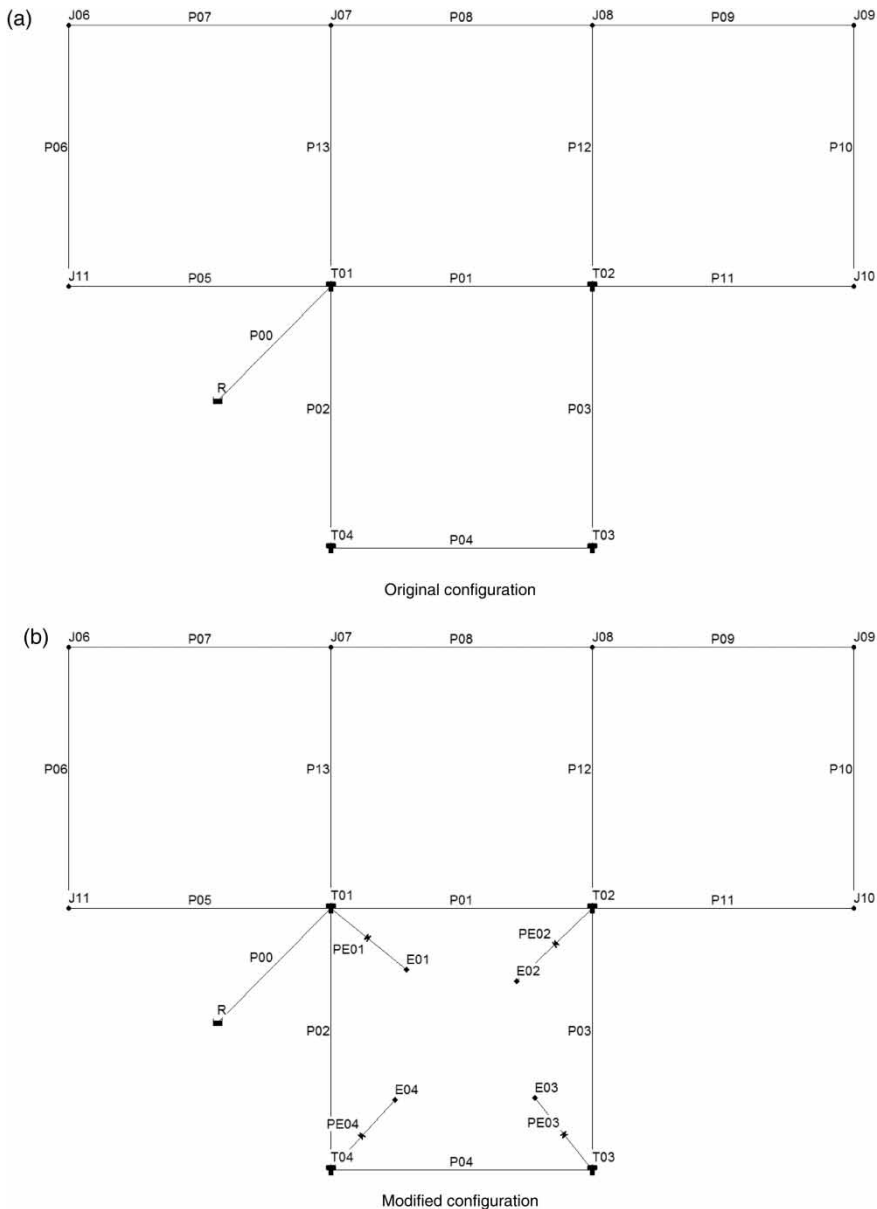 (a)
J06 P07 J07 P08 J08 P09 J09
P06 P13 P12 P10
J11 P05 T01 P01 T02 P11 J10
P00
R
P02 P03
T04 P04 T03
Original configuration
(b)
J06 P07 J07 P08 J08 P09 J09
P06 P13 P12 P10
J11 P05 T01 P01 T02 P11 J10
PE01 PE02
P00 E01 E02
R
P02 P03
E04 E03
PE04 PE03
T04 P04 T03
Modified configuration